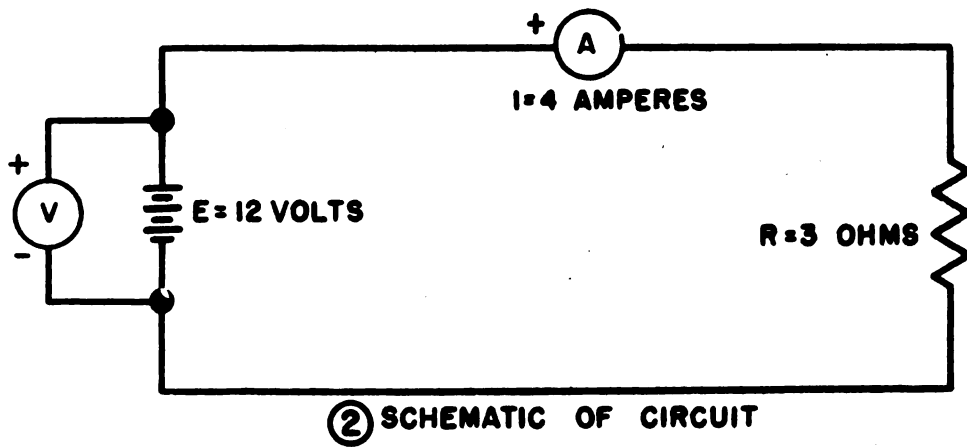 + A
I=4 AMPERES
+
V
-
E=12 VOLTS
R=3 OHMS
② SCHEMATIC OF CIRCUIT